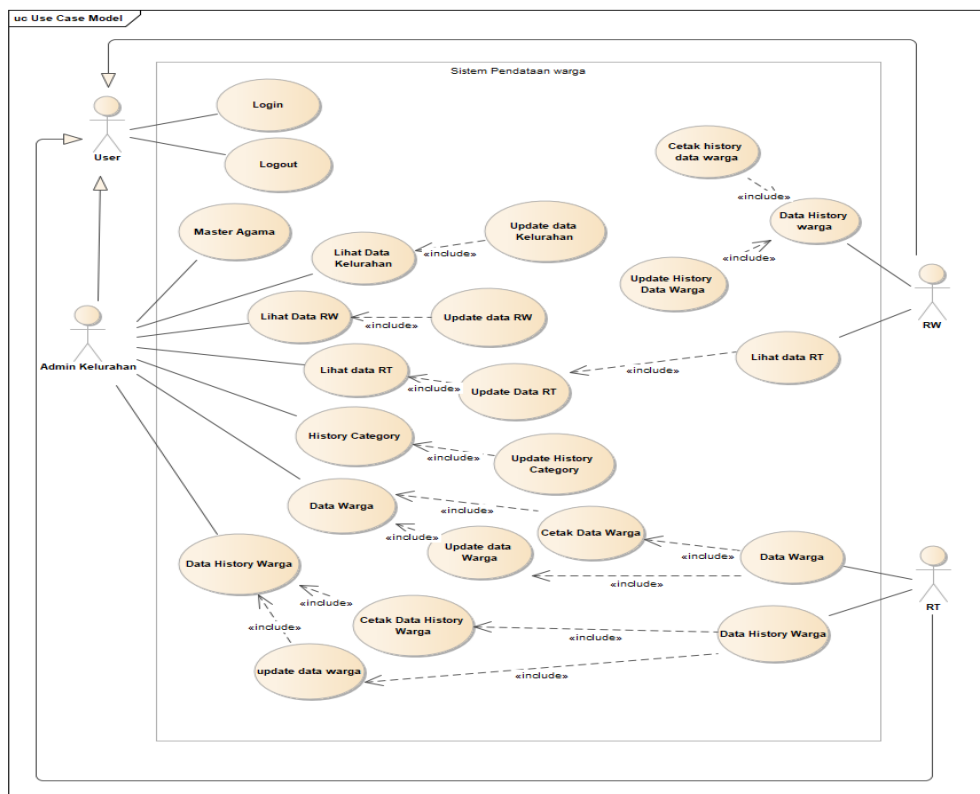 uc Use Case Model
Sistem Pendataan warga
Login
User
Logout
Cetak history
data warga
«include»
Master Agama
Update data
Kelurahan
Data History
warga
Lihat Data
Kelurahan
«include»
«include»
Update History
Data Warga
Lihat Data RW
«include»
Update data RW
RW
Admin Kelurahan
Lihat data RT
«include»
Update Data RT
«include»
Lihat data RT
History Category
«include»
Update History
Category
Data Warga
«include»
Cetak Data Warga
«include»
Update data
Warga
«include»
Data Warga
«include»
Data History Warga
RT
«include»
Cetak Data History
Warga
«include»
Data History Warga
«include»
update data warga
«include»